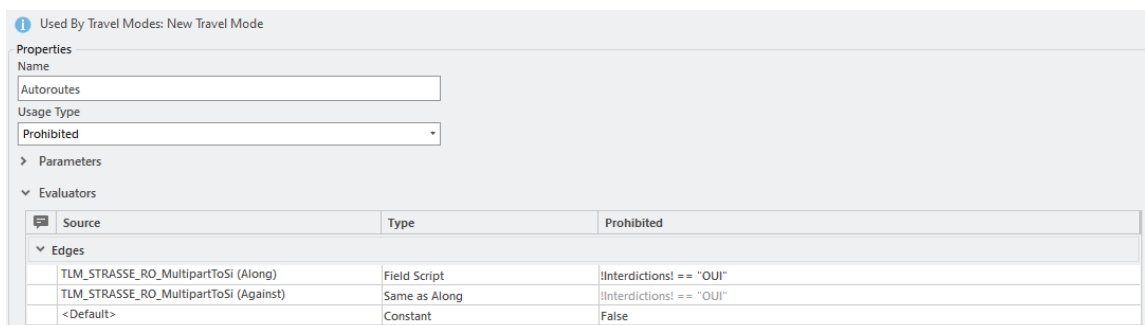 Used By Travel Modes: New Travel Mode
Properties
Name
Autoroutes
Usage Type
Prohibited
Parameters
Evaluators
Source Type Prohibited
Edges
TLM_STRASSE_RO_MultipartToSi (Along) Field Script !Interdictions! == "OUI"
TLM_STRASSE_RO_MultipartToSi (Against) Same as Along !Interdictions! == "OUI"
<Default> Constant False